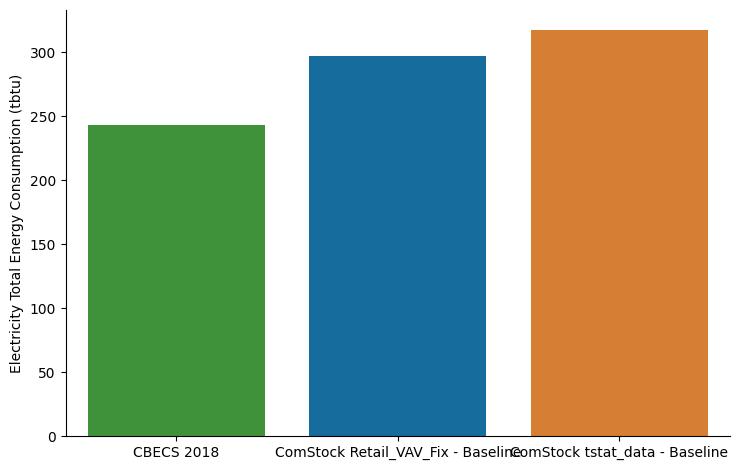 Electricity Total Energy Consumption (tbtu)
300
250
200
150
100
50
0
CBECS 2018
ComStock Retail_VAV_Fix - Baseline
ComStock tstat_data - Baseline